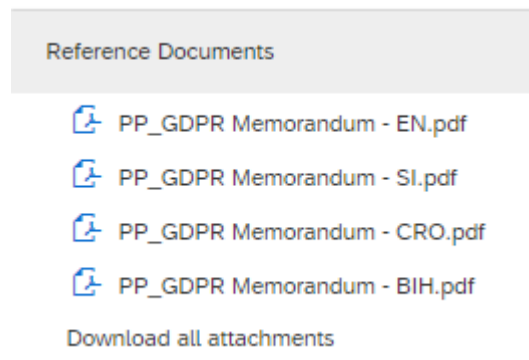 Reference Documents
PP_GDPR Memorandum - EN.pdf
PP_GDPR Memorandum - SI.pdf
PP_GDPR Memorandum - CRO.pdf
PP_GDPR Memorandum - BIH.pdf
Download all attachments